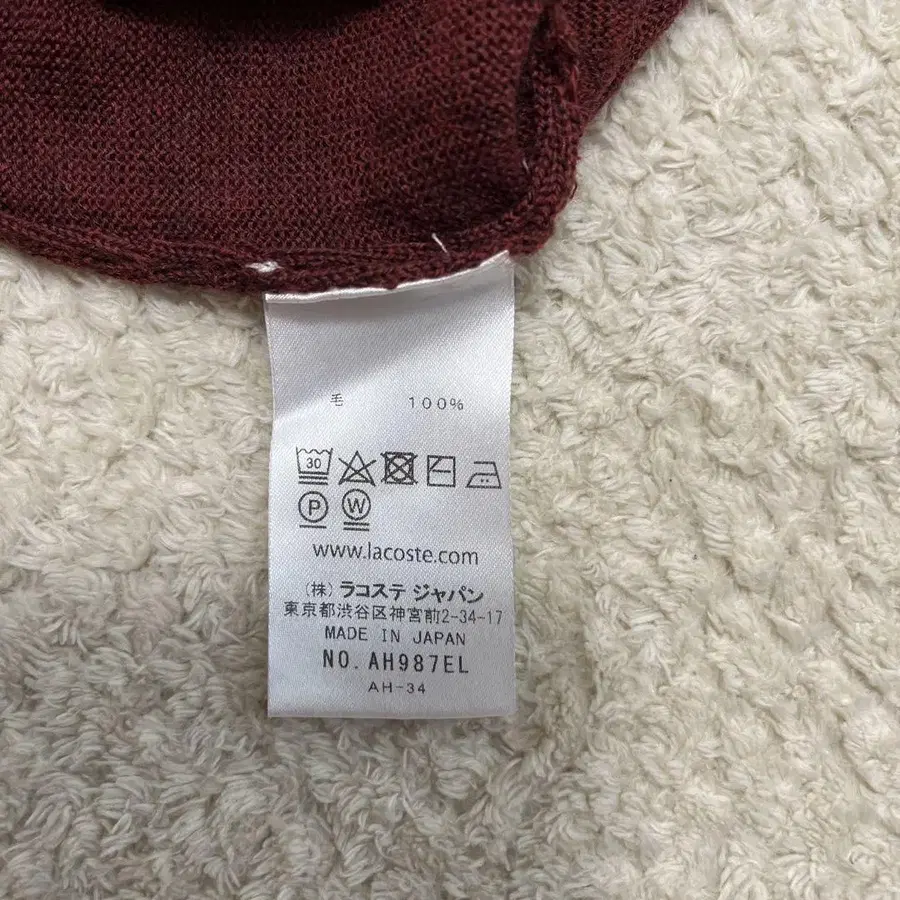 毛 100%
30
P W
www.lacoste.com
(株) ラコステ ジャパン
東京都渋谷区神宮前2-34-17
MADE IN JAPAN
NO. AH987EL
AH-34